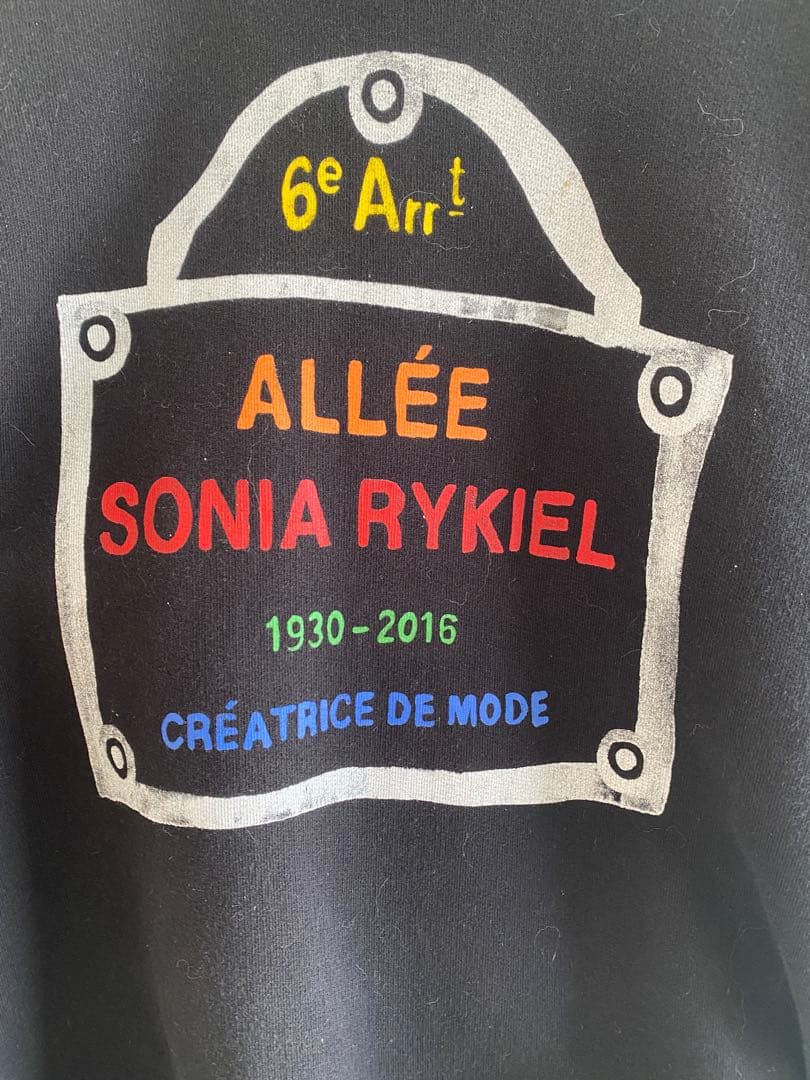 6e Arrt
ALLÉE
SONIA RYKIEL
1930-2016
CRÉATRICE DE MODE